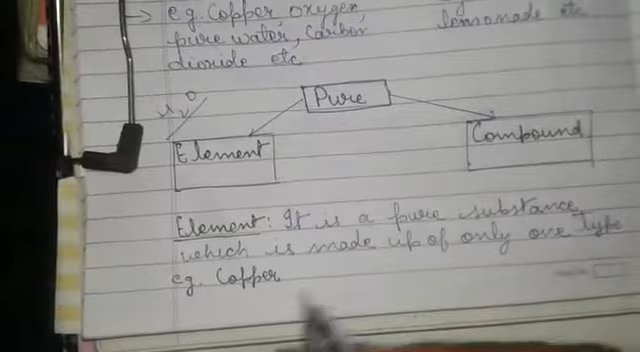 eg. Copper, oxygen,
pure water, Carbon
dioxide etc
lemonade etc
Pure
Element
Compound
Element: It is a pure substance
which is made up of only one type
eg. Copper